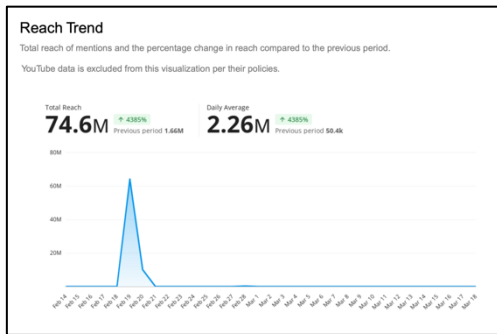 Reach Trend
Total reach of mentions and the percentage change in reach compared to the previous period.
YouTube data is excluded from this visualization per their policies.
Total Reach
74.6M
↑ 4385%
Previous period 1.66M
Daily Average
2.26M
↑ 4385%
Previous period 50.4k
80M
60M
40M
20M
Feb 14 Feb 15 Feb 16 Feb 17 Feb 18 Feb 19 Feb 20 Feb 21 Feb 22 Feb 23 Feb 24 Feb 25 Feb 26 Feb 27 Feb 28 Mar 1 Mar 2 Mar 3 Mar 4 Mar 5 Mar 6 Mar 7 Mar 8 Mar 9 Mar 10 Mar 11 Mar 12 Mar 13 Mar 14 Mar 15 Mar 16 Mar 17 Mar 18